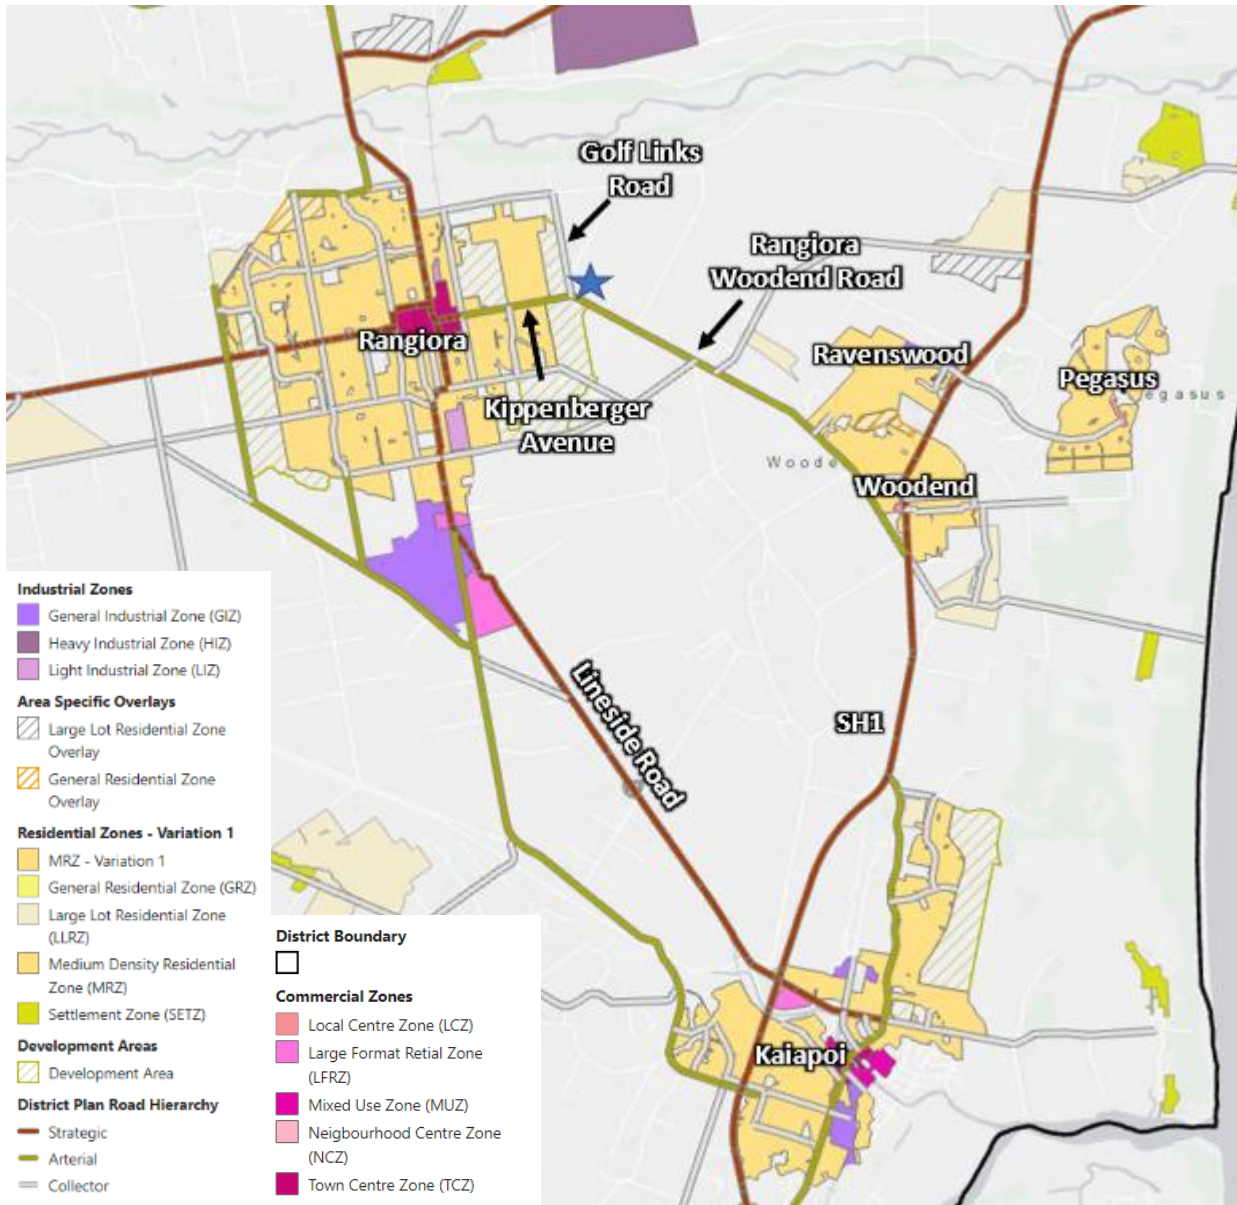 Golf Links
Road
Rangiora
Woodend Road
Rangiora
Ravenswood
Pegasus
egasus
Kippenberger
Avenue
Woode
Woodend
Lineside Road
SH1
Kaiapoi
Industrial Zones
General Industrial Zone (GIZ)
Heavy Industrial Zone (HIZ)
Light Industrial Zone (LIZ)
Area Specific Overlays
Large Lot Residential Zone
Overlay
General Residential Zone
Overlay
Residential Zones - Variation 1
MRZ - Variation 1
General Residential Zone (GRZ)
Large Lot Residential Zone
(LLRZ)
Medium Density Residential
Zone (MRZ)
Settlement Zone (SETZ)
Development Areas
Development Area
District Plan Road Hierarchy
Strategic
Arterial
Collector
District Boundary
Commercial Zones
Local Centre Zone (LCZ)
Large Format Retial Zone
(LFRZ)
Mixed Use Zone (MUZ)
Neigbourhood Centre Zone
(NCZ)
Town Centre Zone (TCZ)